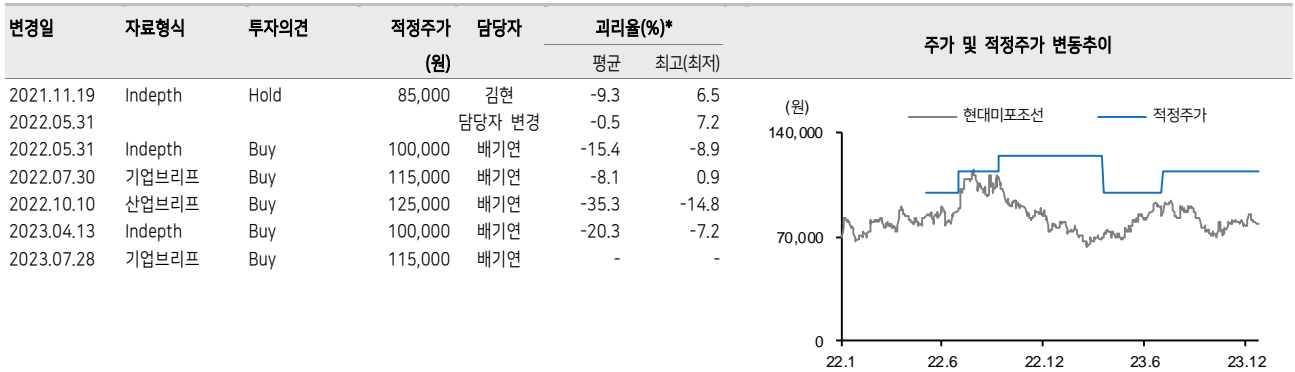 변경일 자료형식 투자의견 적정주가 담당자 괴리율(%)* 주가 및 적정주가 변동추이
(원) 평균 최고(최저)
2021.11.19 Indepth Hold 85,000 김현 -9.3 6.5
2022.05.31 담당자 변경 -0.5 7.2
2022.05.31 Indepth Buy 100,000 배기연 -15.4 -8.9
2022.07.30 기업브리프 Buy 115,000 배기연 -8.1 0.9
2022.10.10 산업브리프 Buy 125,000 배기연 -35.3 -14.8
2023.04.13 Indepth Buy 100,000 배기연 -20.3 -7.2
2023.07.28 기업브리프 Buy 115,000 배기연 - -
(원) 현대미포조선 적정주가
140,000
70,000
0
22.1 22.6 22.12 23.6 23.12